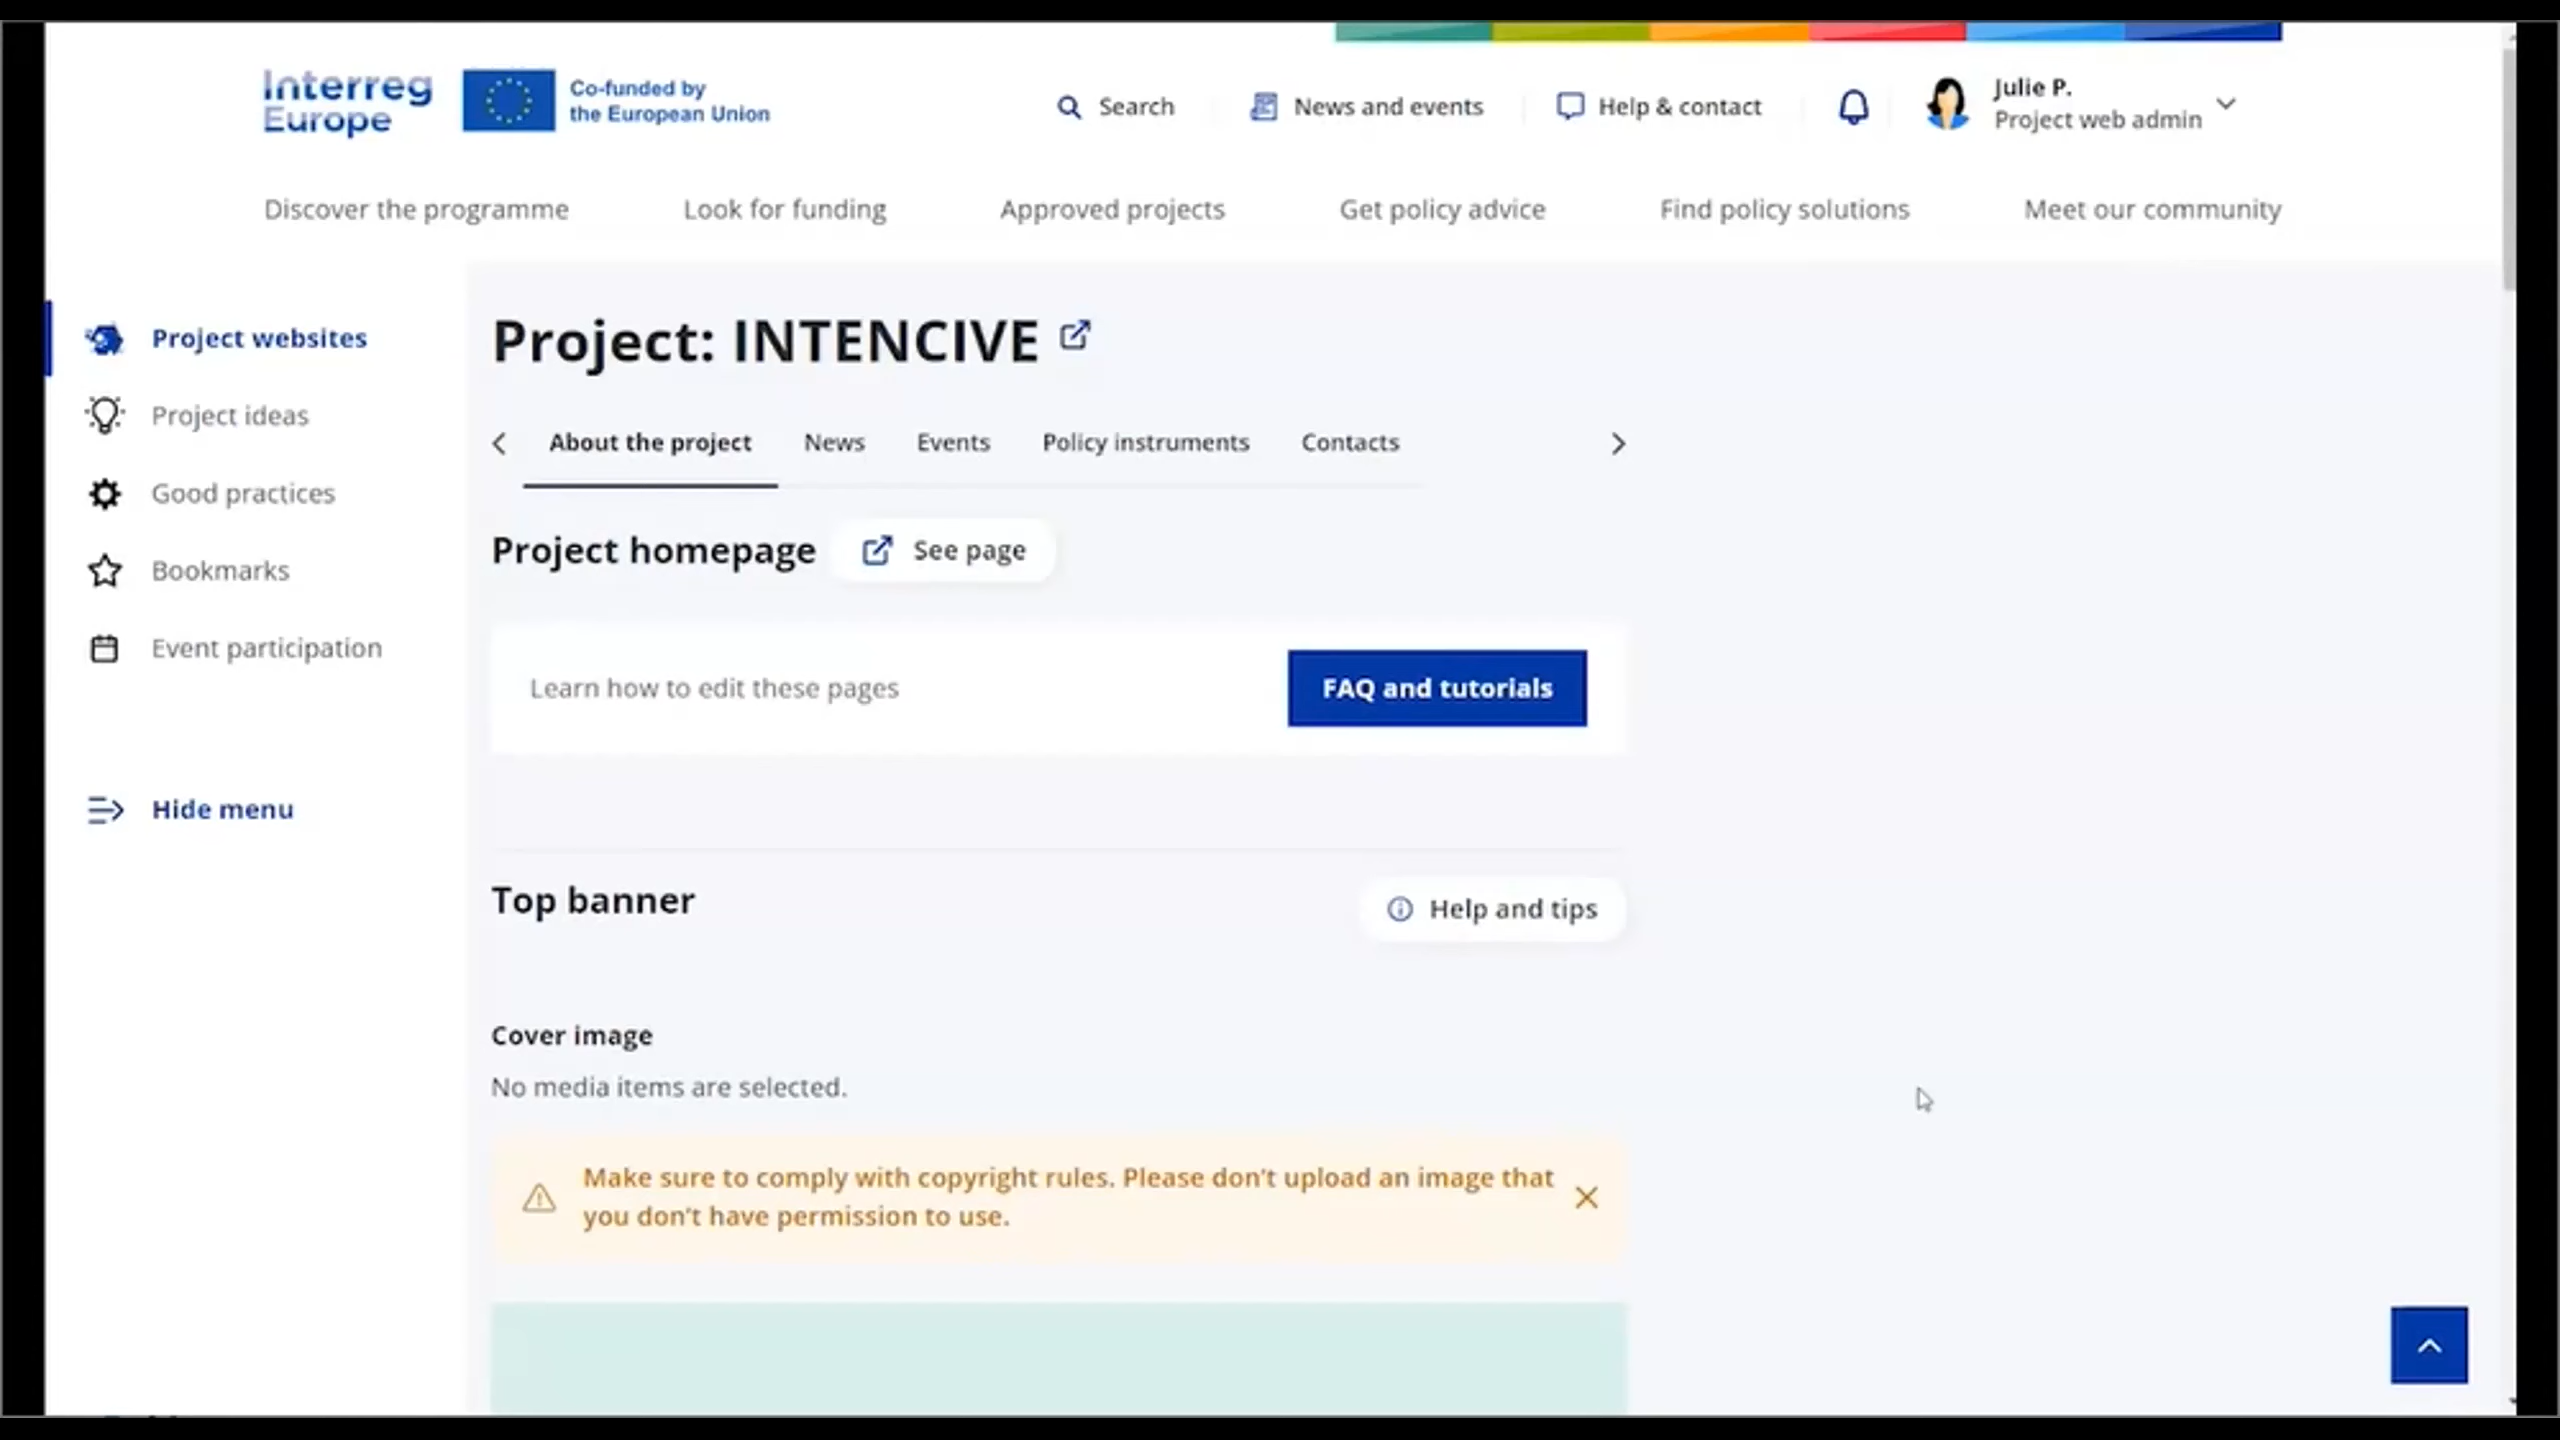 Interreg
Europe
Co-funded by
the European Union
Search
News and events
Help & contact
Julie P.
Project web admin
Discover the programme
Look for funding
Approved projects
Get policy advice
Find policy solutions
Meet our community
Project websites
Project ideas
Good practices
Bookmarks
Event participation
Hide menu
Project: INTENCIVE
About the project
News
Events
Policy instruments
Contacts
Project homepage
See page
Learn how to edit these pages
FAQ and tutorials
Top banner
Help and tips
Cover image
No media items are selected.
Make sure to comply with copyright rules. Please don't upload an image that
you don't have permission to use.